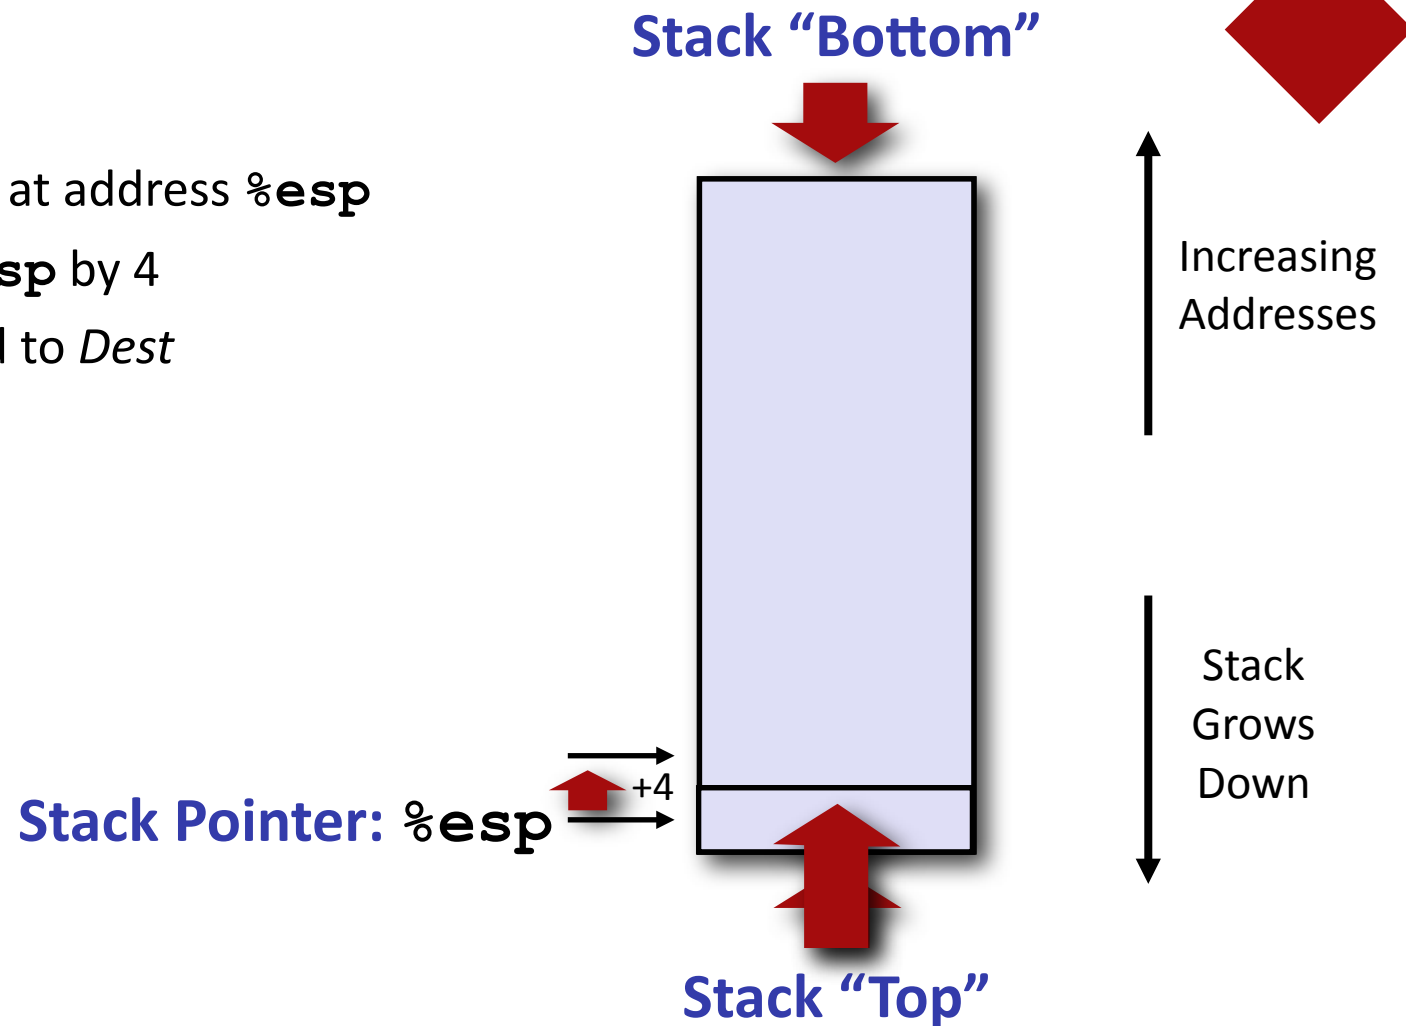 Stack “Bottom”
at address %esp
sp by 4
to Dest
Increasing
Addresses
Stack
Grows
Down
+4
Stack Pointer: %esp
Stack “Top”